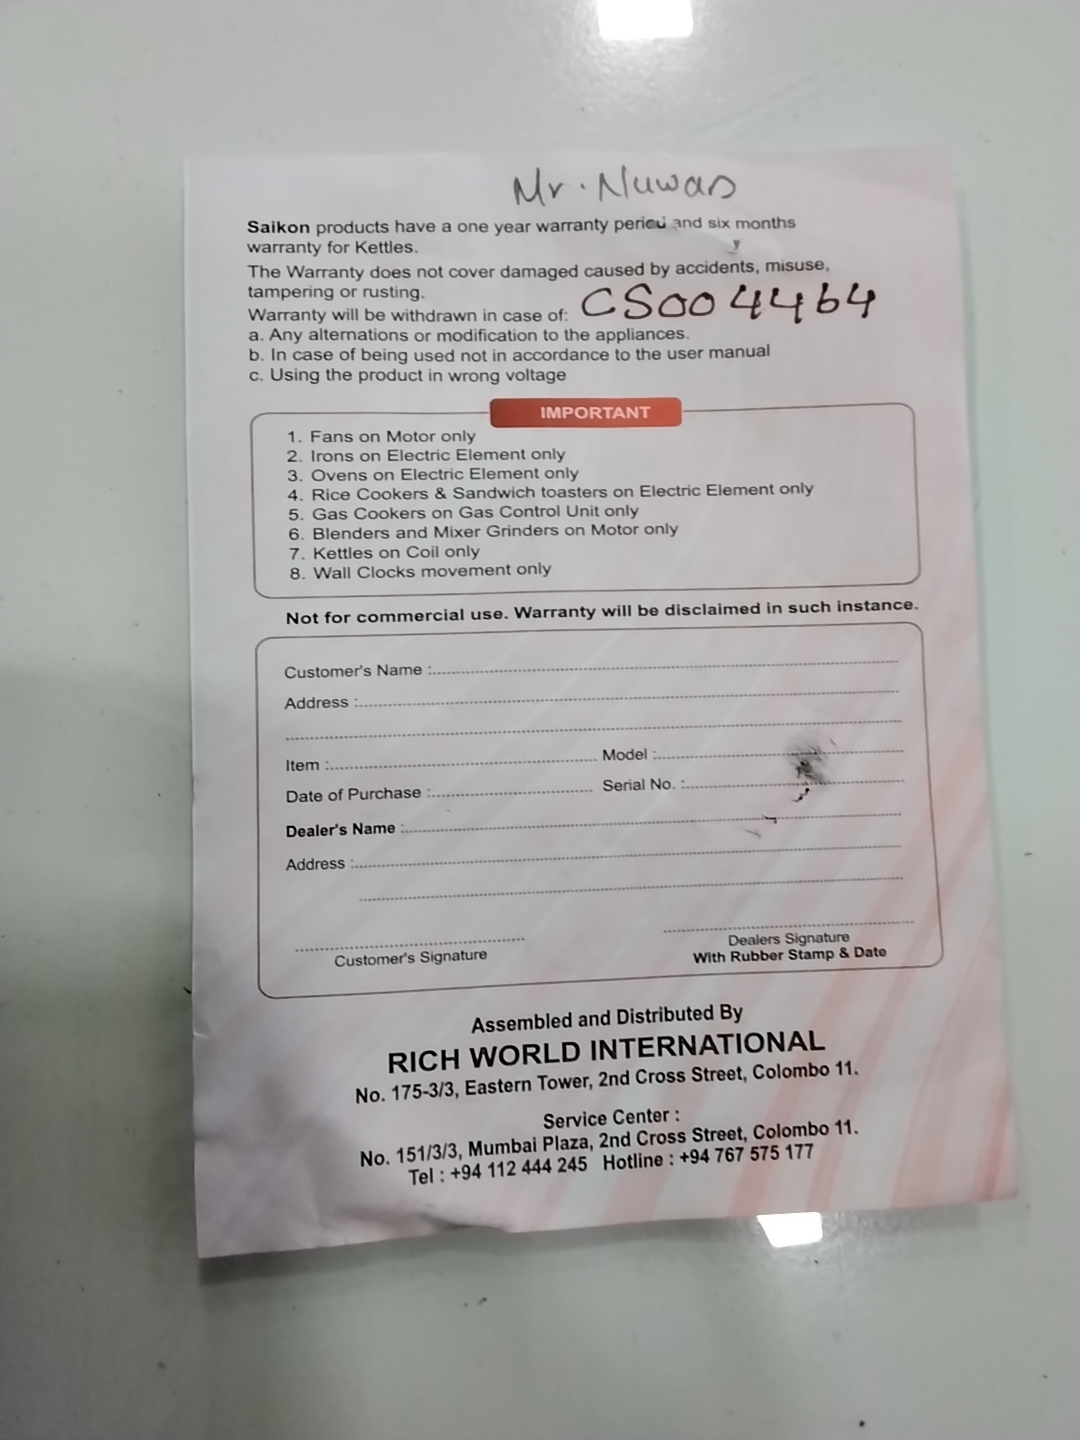 Mr. Nuwan
Saikon products have a one year warranty period and six months
warranty for Kettles.
The Warranty does not cover damaged caused by accidents, misuse,
tampering or rusting.
Warranty will be withdrawn in case of: CS004464
a. Any alternations or modification to the appliances.
b. In case of being used not in accordance to the user manual
c. Using the product in wrong voltage
IMPORTANT
1. Fans on Motor only
2. Irons on Electric Element only
3. Ovens on Electric Element only
4. Rice Cookers & Sandwich toasters on Electric Element only
5. Gas Cookers on Gas Control Unit only
6. Blenders and Mixer Grinders on Motor only
7. Kettles on Coil only
8. Wall Clocks movement only
Not for commercial use. Warranty will be disclaimed in such instance.
Customer's Name :
Address :
Item : Model :
Date of Purchase : Serial No. :
Dealer's Name :
Address :
Customer's Signature
Dealers Signature
With Rubber Stamp & Date
Assembled and Distributed By
RICH WORLD INTERNATIONAL
No. 175-3/3, Eastern Tower, 2nd Cross Street, Colombo 11.
Service Center :
No. 151/3/3, Mumbai Plaza, 2nd Cross Street, Colombo 11.
Tel : +94 112 444 245 Hotline : +94 767 575 177